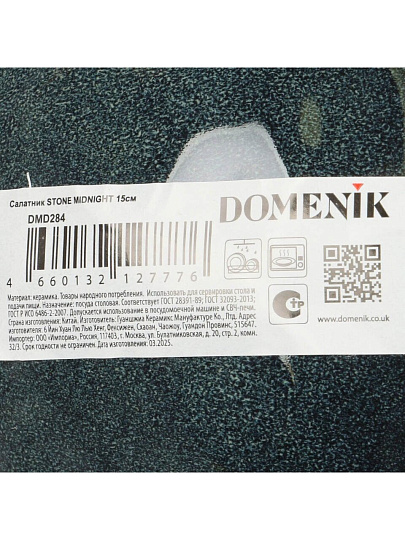 Салатник STONE MIDNIGHT 15см
DMD284
DOMENIK
4 660132 127776
Материал: керамика. Товары народного потребления. Использовать для сервировки стола и
подачи пищи. Назначение: посуда столовая. Соответствует ГОСТ 28391-89; ГОСТ 32093-2013;
ГОСТ Р ИСО 6486-2-2007. Допускается использование в посудомоечной машине и СВЧ-печи.
Страна изготовления: Китай. Изготовитель: Гуангшиа Керамикс Мануфактуре Ко., Лтд. Адрес
изготовителя: 6 Йин Хуан Лю Лью Хенг, Фенсижен, Скаоан, Чаожоу, Гуандон Провинс, 515647.
Импортер: ООО «Импориа», Россия, 117403, г. Москва, ул. Булатниковская, д. 20, стр. 2, комн.
32/3. Срок годности не ограничен. Дата изготовления: 03.2025.
www.domenik.co.uk